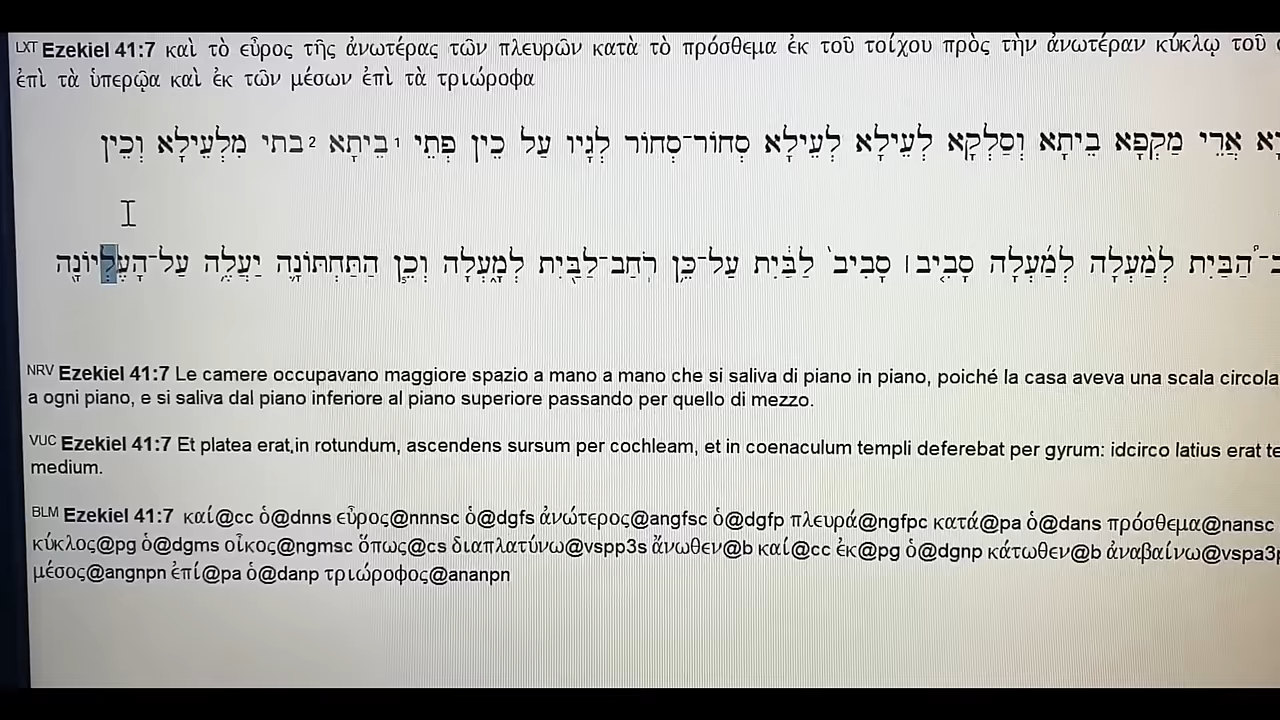 LXT Ezekiel 41:7 καὶ τὸ εὖρος τῆς ἀνωτέρας τῶν πλευρῶν κατὰ τὸ πρόσθεμα ἐκ τοῦ τοίχου πρὸς τὴν ἀνωτέραν κύκλῳ τοῦ
ἐπὶ τὰ ὑπερῷα καὶ ἐκ τῶν μέσων ἐπὶ τὰ τριώροφα
אֲרֵי מַקְפָא בֵיתָא וְסַלְקָא לְעֵילָא לְעֵילָא סְחוֹר־סְחוֹר לְגָיו עַל כֵין פְתֵי 1 בֵיתָא 2 בתי מִלְעֵילָא וְכֵין
הַבַּיִת לְמַ֨עְלָה לְמַ֜עְלָה סָבִ֤יב׀ סָבִיב֙ לַבַּ֔יִת עַל־כֵּ֥ן רֹֽחַב־לַבַּ֖יִת לְמָ֑עְלָה וְכֵ֧ן הַתַּחְתּוֹנָ֛ה יַעֲלֶ֥ה עַל־הָעֶלְיוֹנָ֖ה
NRV Ezekiel 41:7 Le camere occupavano maggiore spazio a mano a mano che si saliva di piano in piano, poiché la casa aveva una scala circola
a ogni piano, e si saliva dal piano inferiore al piano superiore passando per quello di mezzo.
VUC Ezekiel 41:7 Et platea erat in rotundum, ascendens sursum per cochleam, et in coenaculum templi deferebat per gyrum: idcirco latius erat te
medium.
BLM Ezekiel 41:7 καί@cc ὁ@dnns εὖρος@nnnsc ὁ@dgfs ἀνώτερος@angfsc ὁ@dgfp πλευρά@ngfpc κατά@pa ὁ@dans πρόσθεμα@nansc
κύκλος@pg ὁ@dgms οἶκος@ngmsc ὅπως@cs διαπλατύνω@vspp3s ἄνωθεν@b καί@cc ἐκ@pg ὁ@dgnp κάτωθεν@b ἀναβαίνω@vspa3p
μέσος@angnpn ἐπί@pa ὁ@danp τριώροφος@ananpn